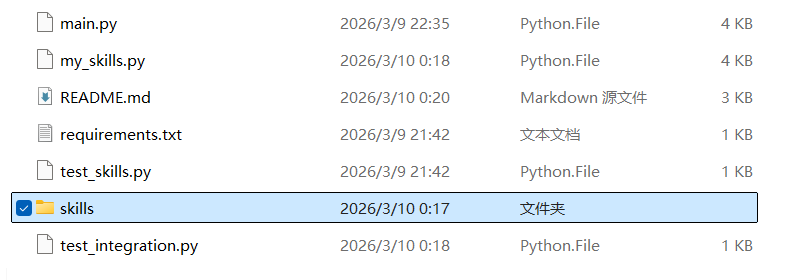 main.py 2026/3/9 22:35 Python.File 4 KB
my_skills.py 2026/3/10 0:18 Python.File 4 KB
README.md 2026/3/10 0:20 Markdown 源文件 3 KB
requirements.txt 2026/3/9 21:42 文本文档 1 KB
test_skills.py 2026/3/9 21:42 Python.File 1 KB
skills 2026/3/10 0:17 文件夹
test_integration.py 2026/3/10 0:18 Python.File 1 KB